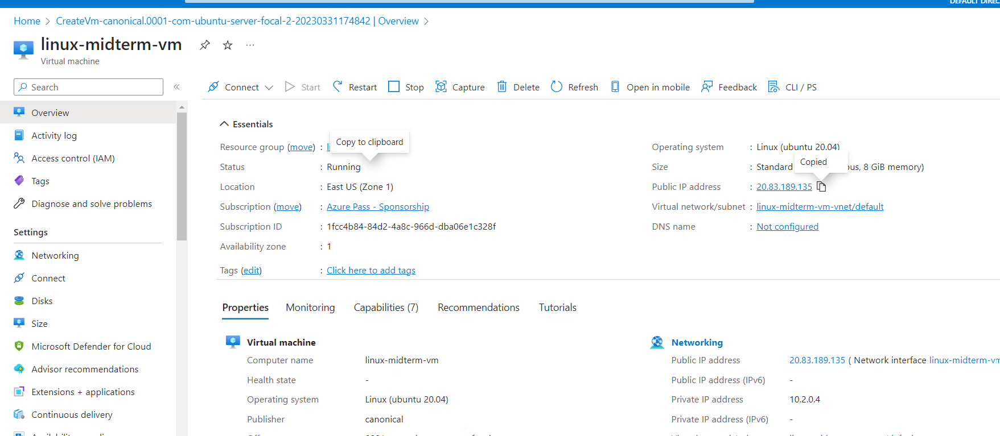 DEFAULT DIREC
Home > CreateVm-canonical.0001-com-ubuntu-server-focal-2-20230331174842 | Overview >
linux-midterm-vm
Virtual machine
Search
Connect Start Restart Stop Capture Delete Refresh Open in mobile Feedback CLI / PS
Overview
Activity log
Access control (IAM)
Tags
Diagnose and solve problems
Settings
Networking
Connect
Disks
Size
Microsoft Defender for Cloud
Advisor recommendations
Extensions + applications
Continuous delivery
Essentials
Copy to clipboard
Resource group (move) :
Status : Running
Location : East US (Zone 1)
Subscription (move) : Azure Pass - Sponsorship
Subscription ID : 1fcc4b84-84d2-4a8c-966d-dba06e1c328f
Availability zone : 1
Tags (edit) : Click here to add tags
Operating system : Linux (ubuntu 20.04)
Copied
Size : Standard 8 GiB memory)
Public IP address : 20.83.189.135
Virtual network/subnet : linux-midterm-vm-vnet/default
DNS name : Not configured
Properties Monitoring Capabilities (7) Recommendations Tutorials
Virtual machine
Computer name linux-midterm-vm
Health state -
Operating system Linux (ubuntu 20.04)
Publisher canonical
Networking
Public IP address 20.83.189.135 ( Network interface linux-midterm-vm
Public IP address (IPv6) -
Private IP address 10.2.0.4
Private IP address (IPv6) -